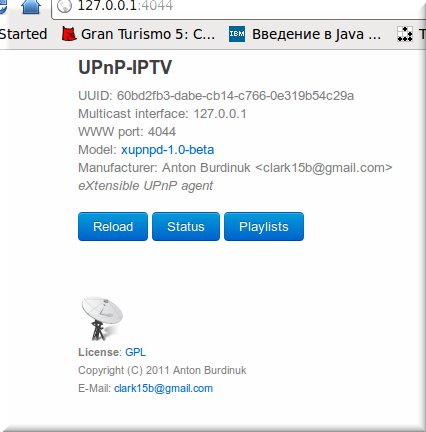 127.0.0.1:4044
Started Gran Turismo 5: C... IBM Введение в Java ... T
UPnP-IPTV
UUID: 60bd2fb3-dabe-cb14-c766-0e319b54c29a
Multicast interface: 127.0.0.1
WWW port: 4044
Model: xupnpd-1.0-beta
Manufacturer: Anton Burdinuk <clark15b@gmail.com>
eXtensible UPnP agent
Reload Status Playlists
License: GPL
Copyright (C) 2011 Anton Burdinuk
E-Mail: clark15b@gmail.com